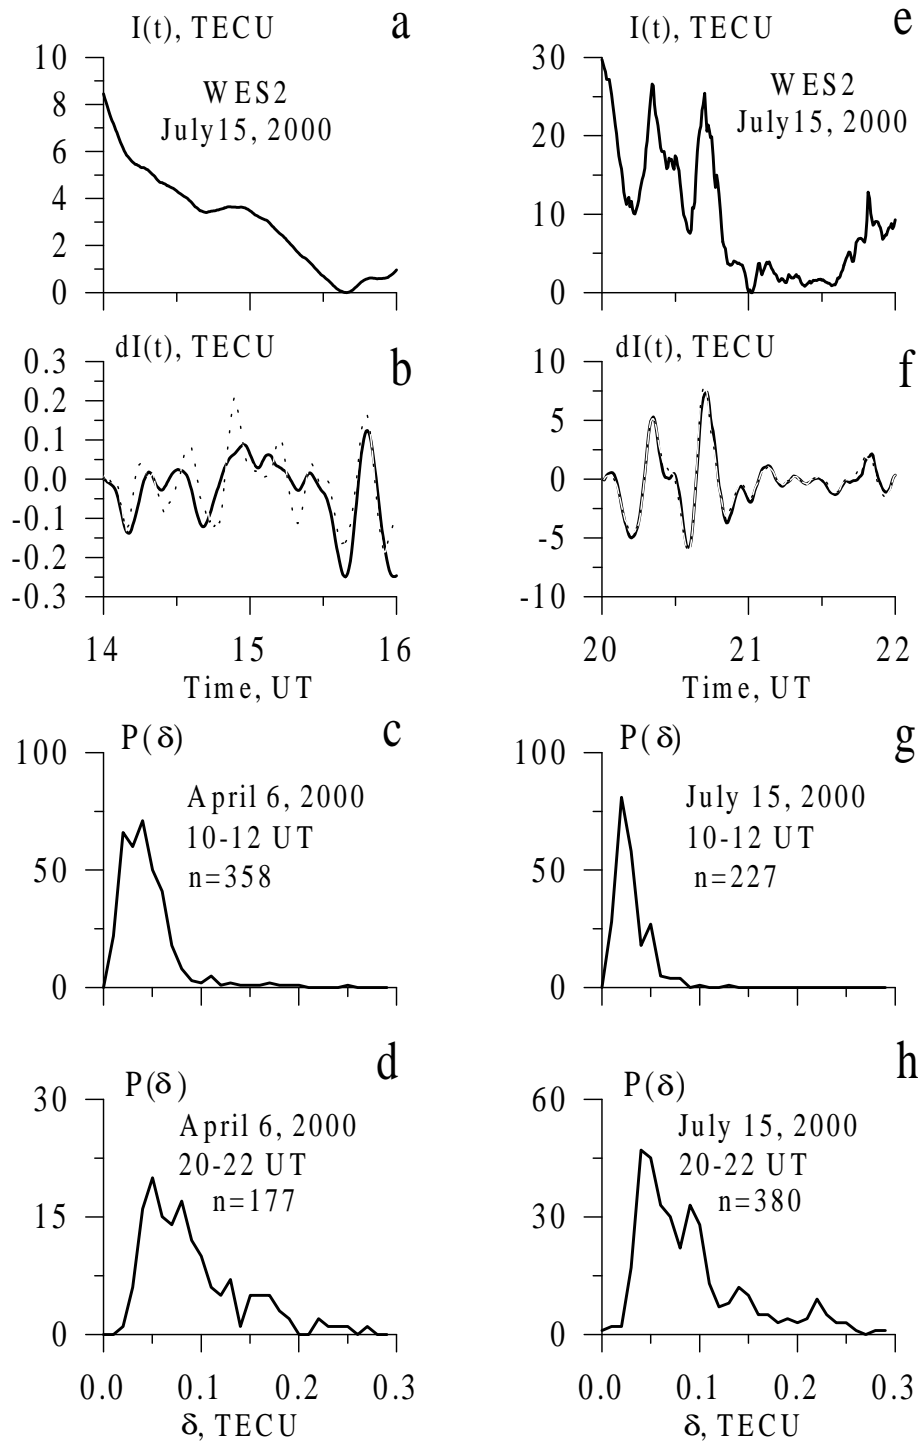 a
I(t), TECU
10
8
6
4
2
0
WES2
July15, 2000
e
I(t), TECU
30
20
10
0
WES2
July15, 2000
b
dI(t), TECU
0.3
0.2
0.1
0.0
-0.1
-0.2
-0.3
14 15 16
Time, UT
f
dI(t), TECU
10
5
0
-5
-10
20 21 22
Time, UT
c
P(δ)
100
50
0
April 6, 2000
10-12 UT
n=358
g
P(δ)
100
50
0
July 15, 2000
10-12 UT
n=227
d
P(δ)
30
15
0
April 6, 2000
20-22 UT
n=177
0.0 0.1 0.2 0.3
δ, TECU
h
P(δ)
60
30
0
July 15, 2000
20-22 UT
n=380
0.0 0.1 0.2 0.3
δ, TECU